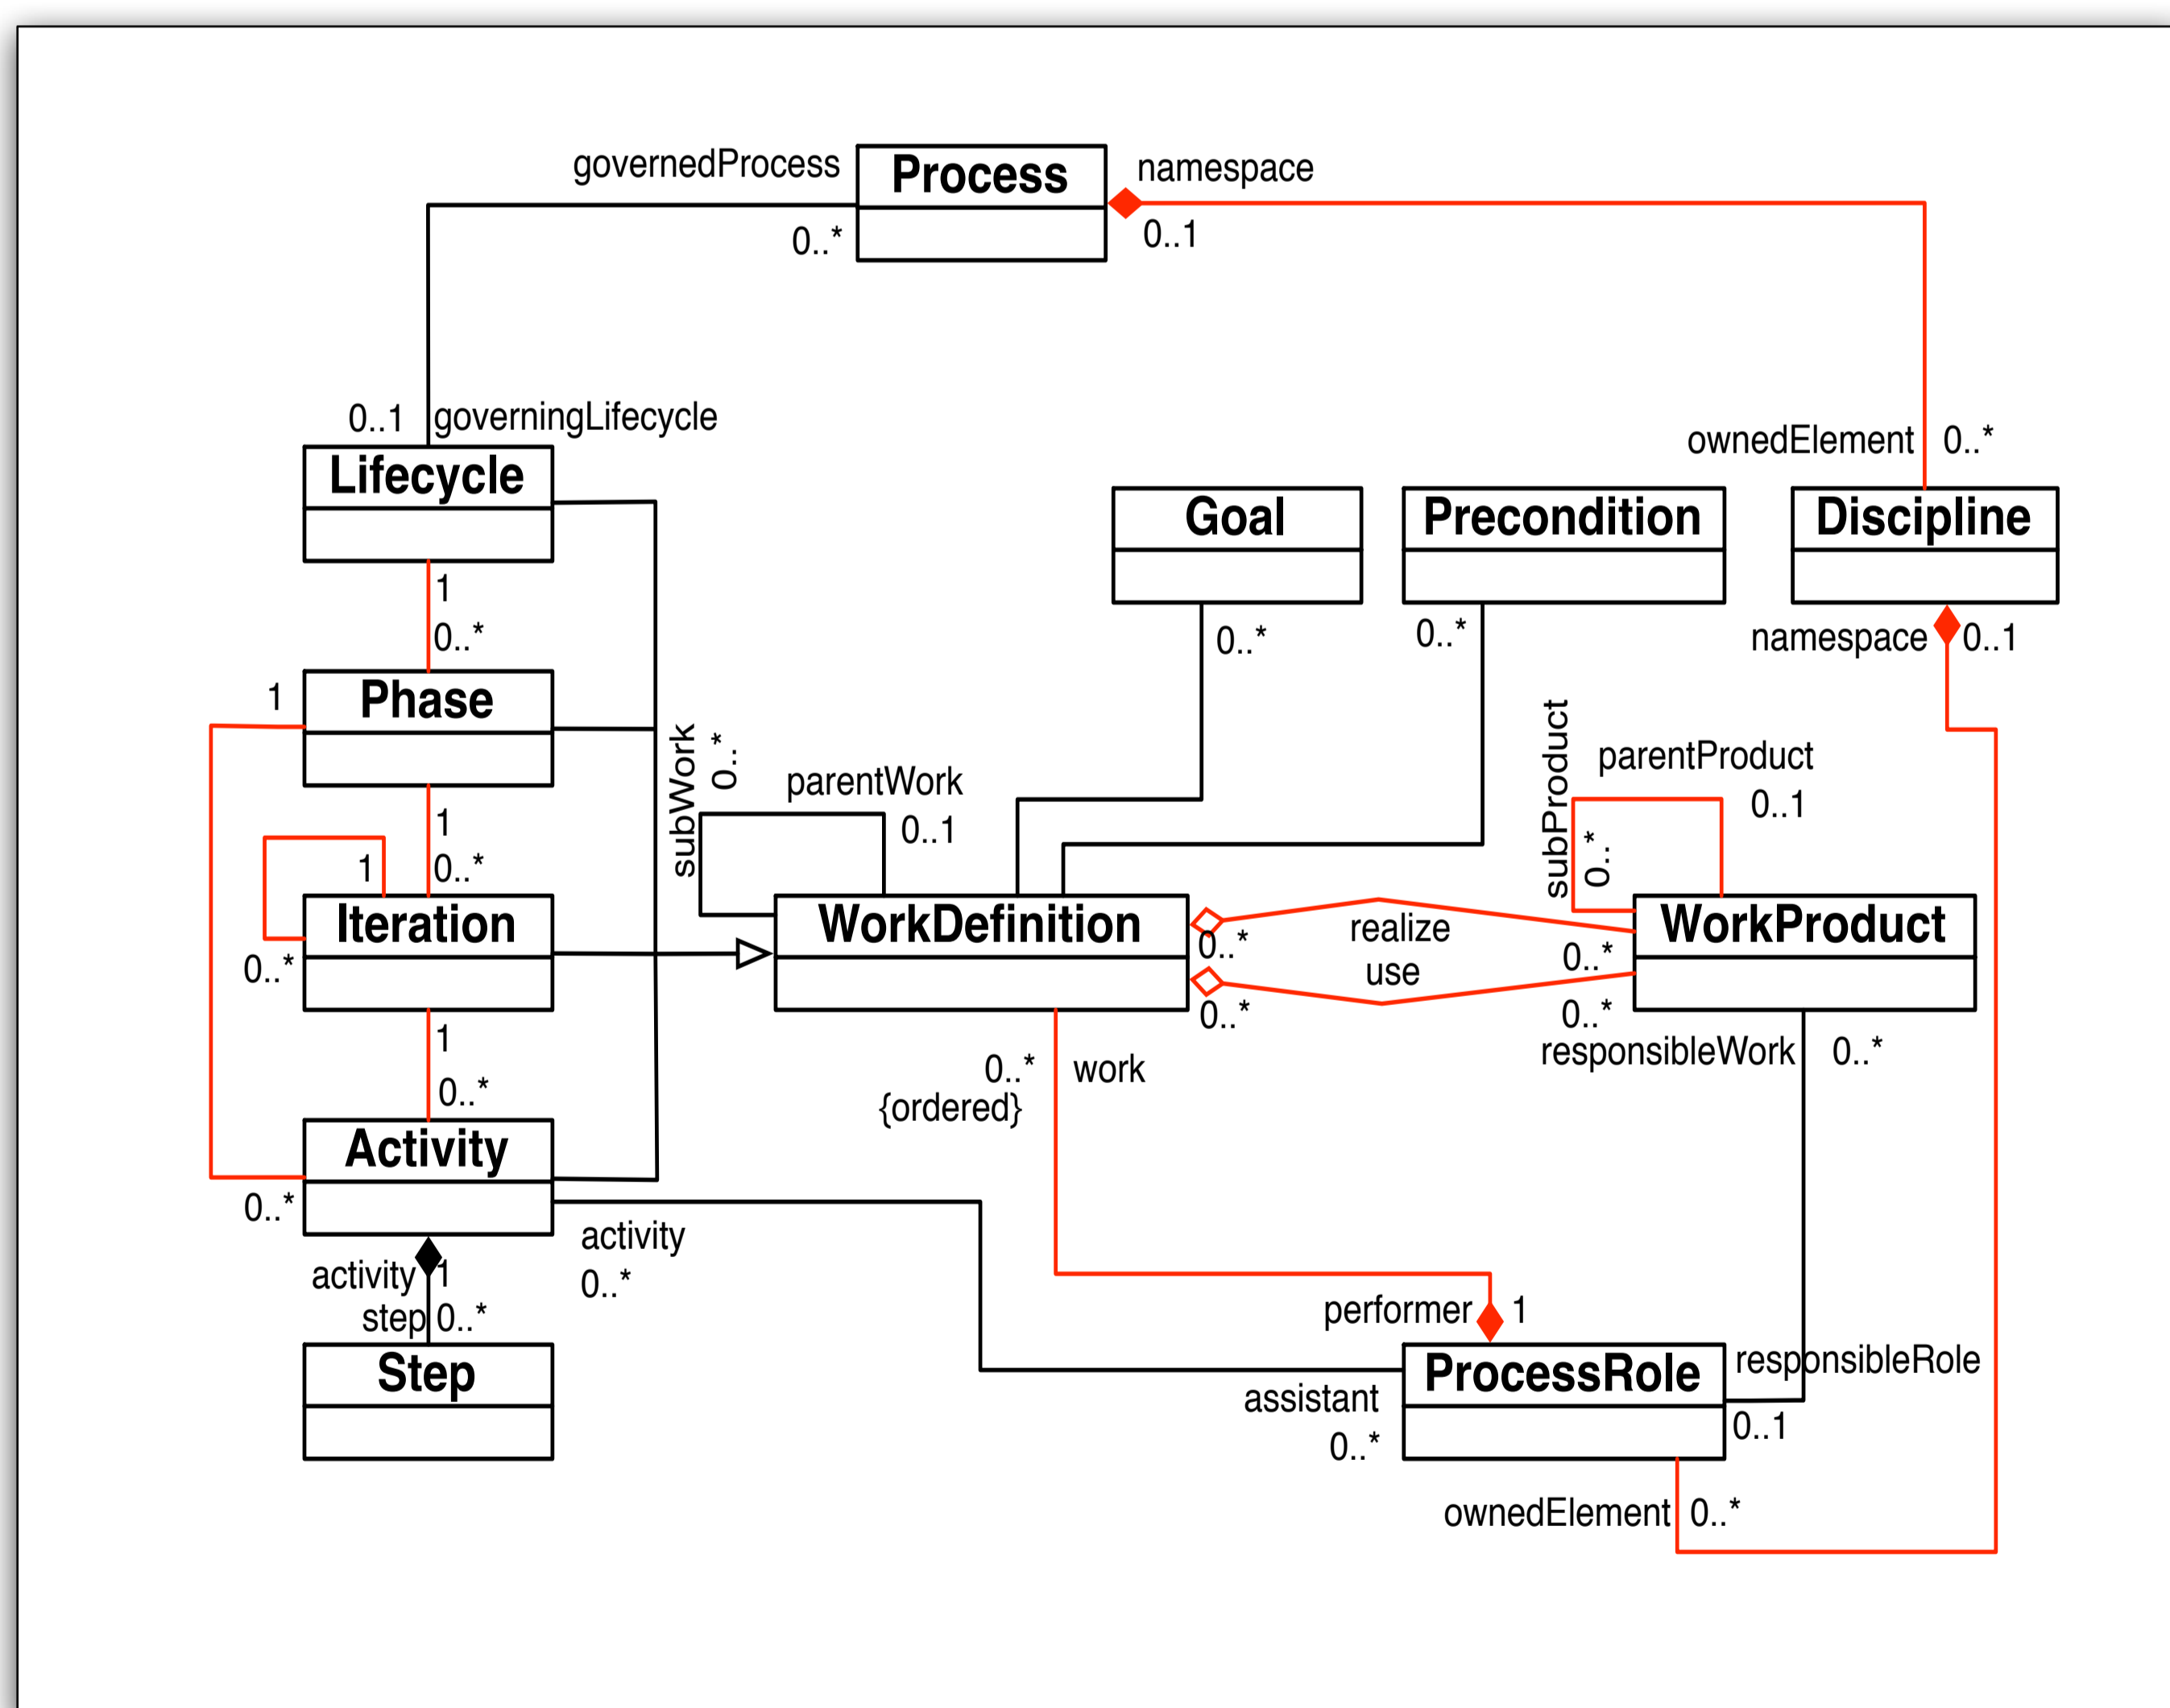 governedProcess
Process
namespace
0..*
0..1
0..1
governingLifecycle
ownedElement
0..*
Lifecycle
Goal
Precondition
Discipline
1
0..*
0..*
0..*
namespace
0..1
1
Phase
subWork
0..*
parentWork
0..1
subProduct
0..*
parentProduct
0..1
1
1
0..*
Iteration
WorkDefinition
WorkProduct
0..*
realize
0..*
0..*
use
0..*
0..*
1
0..*
work
{ordered}
responsibleWork
0..*
0..*
Activity
0..*
activity
0..*
activity
1
step
0..*
performer
1
Step
ProcessRole
responsibleRole
assistant
0..*
0..1
ownedElement
0..*